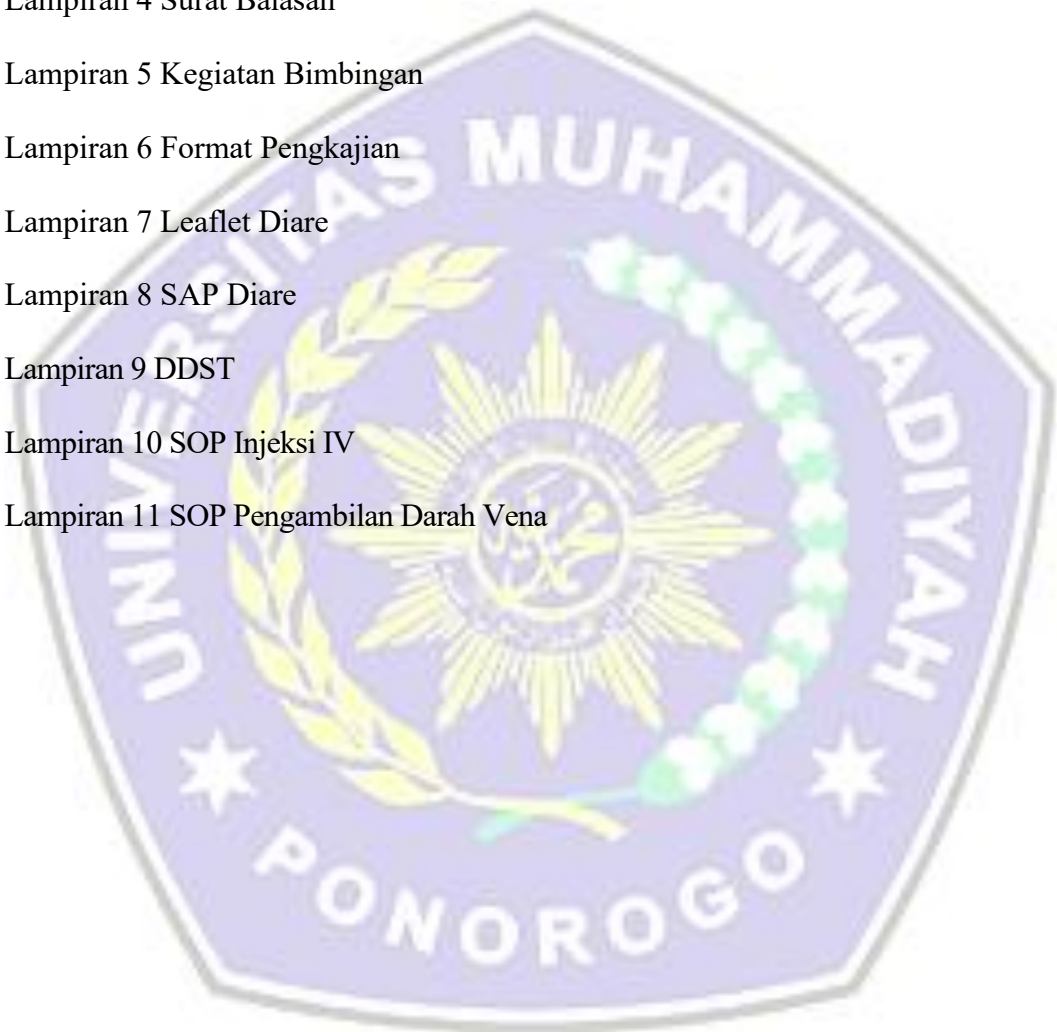 Lampiran 4 Surat Balasan
Lampiran 5 Kegiatan Bimbingan
Lampiran 6 Format Pengkajian
Lampiran 7 Leaflet Diare
Lampiran 8 SAP Diare
Lampiran 9 DDST
Lampiran 10 SOP Injeksi IV
Lampiran 11 SOP Pengambilan Darah Vena
UNIVERSITAS MUHAMMADIYAH
PONOROGO